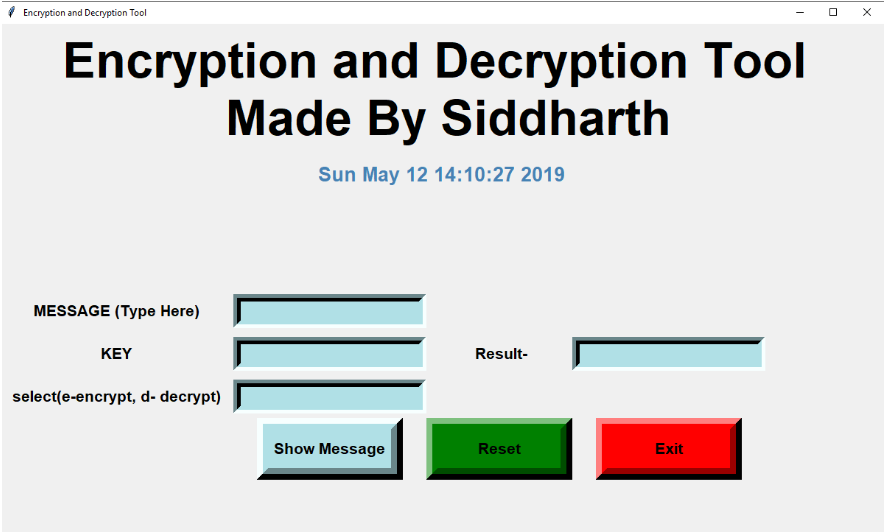 Encryption and Decryption Tool
Encryption and Decryption Tool
Made By Siddharth
Sun May 12 14:10:27 2019
MESSAGE (Type Here)
KEY
Result-
select(e-encrypt, d- decrypt)
Show Message
Reset
Exit